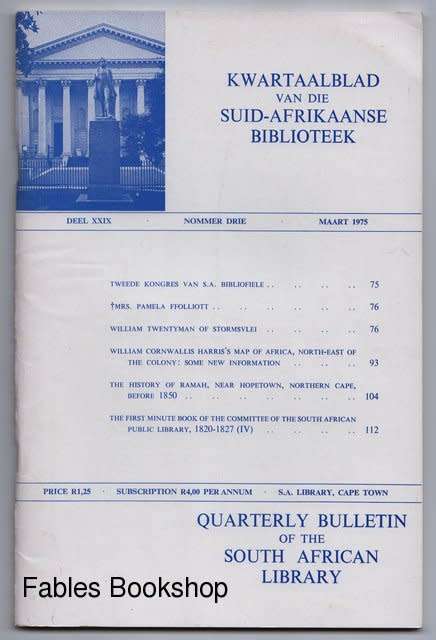 KWARTAALBLAD
VAN DIE
SUID-AFRIKAANSE
BIBLIOTEEK
DEEL XXIX · NOMMER DRIE · MAART 1975
TWEEDE KONGRES VAN S.A. BIBLIOFIELE .. .. .. .. 75
†MRS. PAMELA FFOLLIOTT .. .. .. .. .. .. 76
WILLIAM TWENTYMAN OF STORMSVLEI .. .. .. .. 76
WILLIAM CORNWALLIS HARRIS'S MAP OF AFRICA, NORTH-EAST OF
THE COLONY: SOME NEW INFORMATION .. .. .. 93
THE HISTORY OF RAMAH, NEAR HOPETOWN, NORTHERN CAPE,
BEFORE 1850 .. .. .. .. .. .. .. .. 104
THE FIRST MINUTE BOOK OF THE COMMITTEE OF THE SOUTH AFRICAN
PUBLIC LIBRARY, 1820-1827 (IV) .. .. .. .. 112
PRICE R1,25 · SUBSCRIPTION R4,00 PER ANNUM · S.A. LIBRARY, CAPE TOWN
QUARTERLY BULLETIN
OF THE
SOUTH AFRICAN
LIBRARY
Fables Bookshop